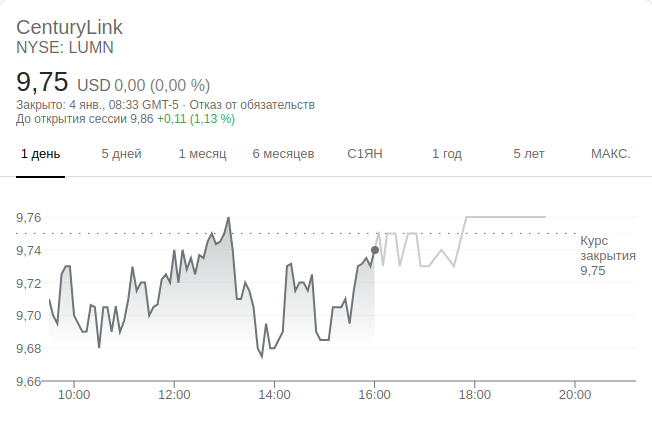 CenturyLink
NYSE: LUMN
9,75 USD 0,00 (0,00 %)
Закрыто: 4 янв., 08:33 GMT-5 · Отказ от обязательств
До открытия сессии 9,86 +0,11 (1,13 %)
1 день 5 дней 1 месяц 6 месяцев С1ЯН 1 год 5 лет МАКС.
9,76
9,74
9,72
9,70
9,68
9,66
Курс
закрытия
9,75
10:00 12:00 14:00 16:00 18:00 20:00